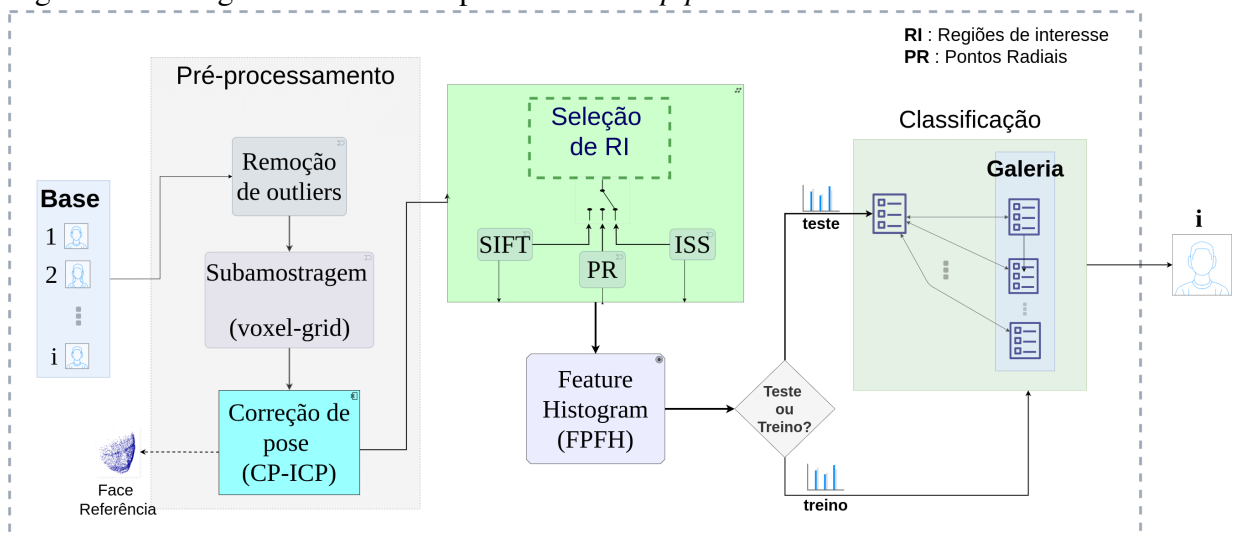 RI : Regiões de interesse
PR : Pontos Radiais
Pré-processamento
Base
1
2
i
Remoção
de outliers
Subamostragem
(voxel-grid)
Correção de
pose
(CP-ICP)
Face
Referência
Seleção
de RI
SIFT
PR
ISS
Feature
Histogram
(FPFH)
Teste
ou
Treino?
teste
treino
Classificação
Galeria
i